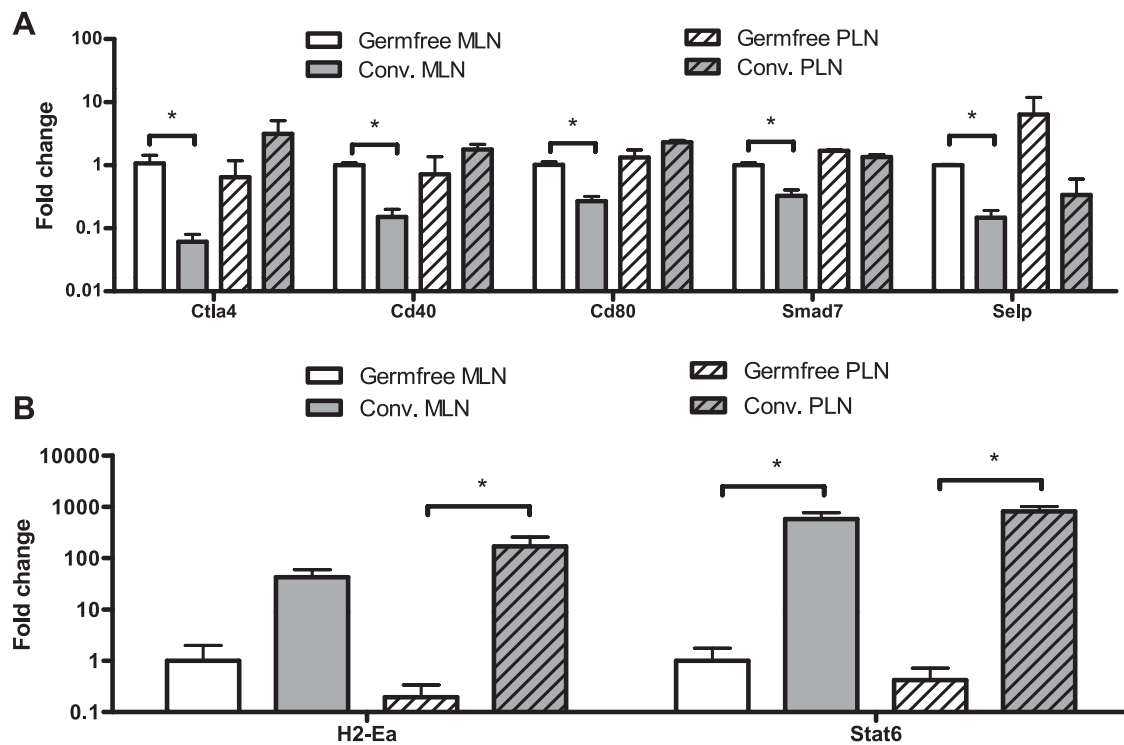 A
Germfree MLN
Conv. MLN
Germfree PLN
Conv. PLN
Fold change
100
10
1
0.1
0.01
*
*
*
*
*
Ctla4
Cd40
Cd80
Smad7
Selp
B
Germfree MLN
Conv. MLN
Germfree PLN
Conv. PLN
Fold change
10000
1000
100
10
1
0.1
*
*
*
H2-Ea
Stat6